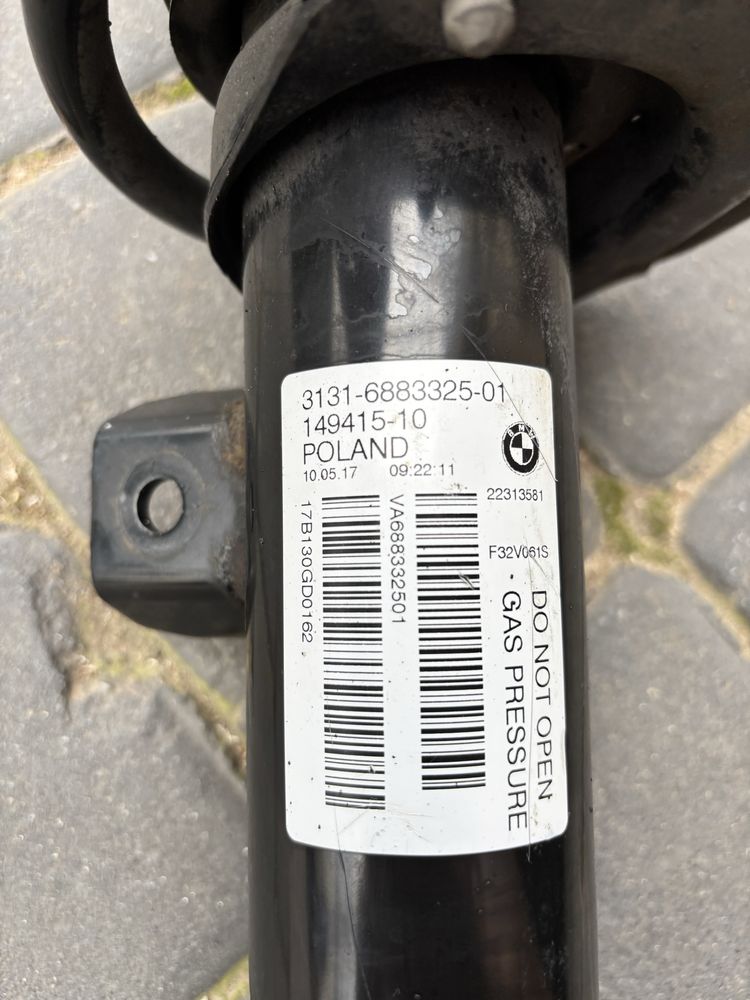 3131-6883325-01
149415-10
POLAND
10.05.17 09:22:11
BMW
22313581
F32V061S
17B130GD0162
VA688332501
DO NOT OPEN
· GAS PRESSURE